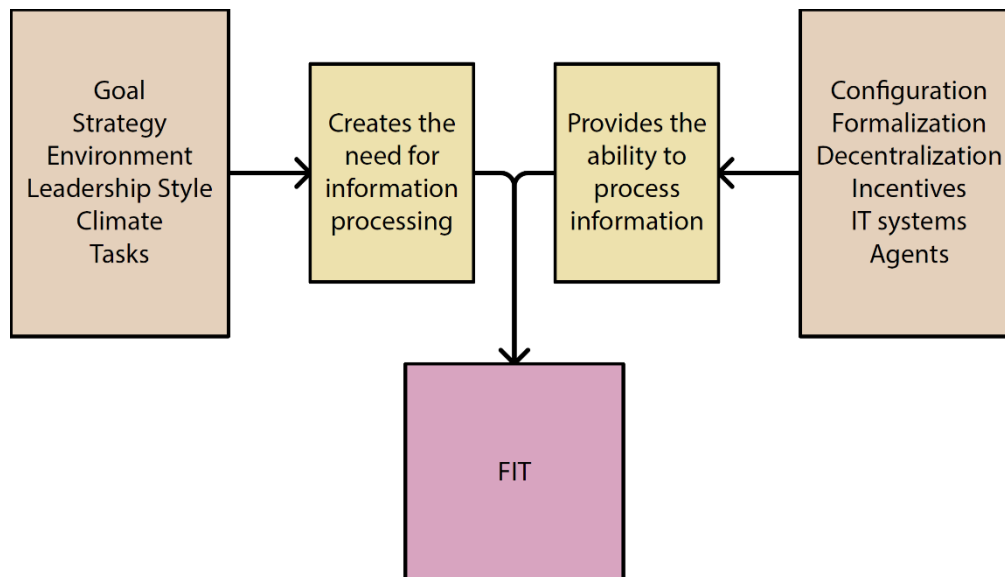 Goal
Strategy
Environment
Leadership Style
Climate
Tasks
Creates the
need for
information
processing
Provides the
ability to
process
information
Configuration
Formalization
Decentralization
Incentives
IT systems
Agents
FIT